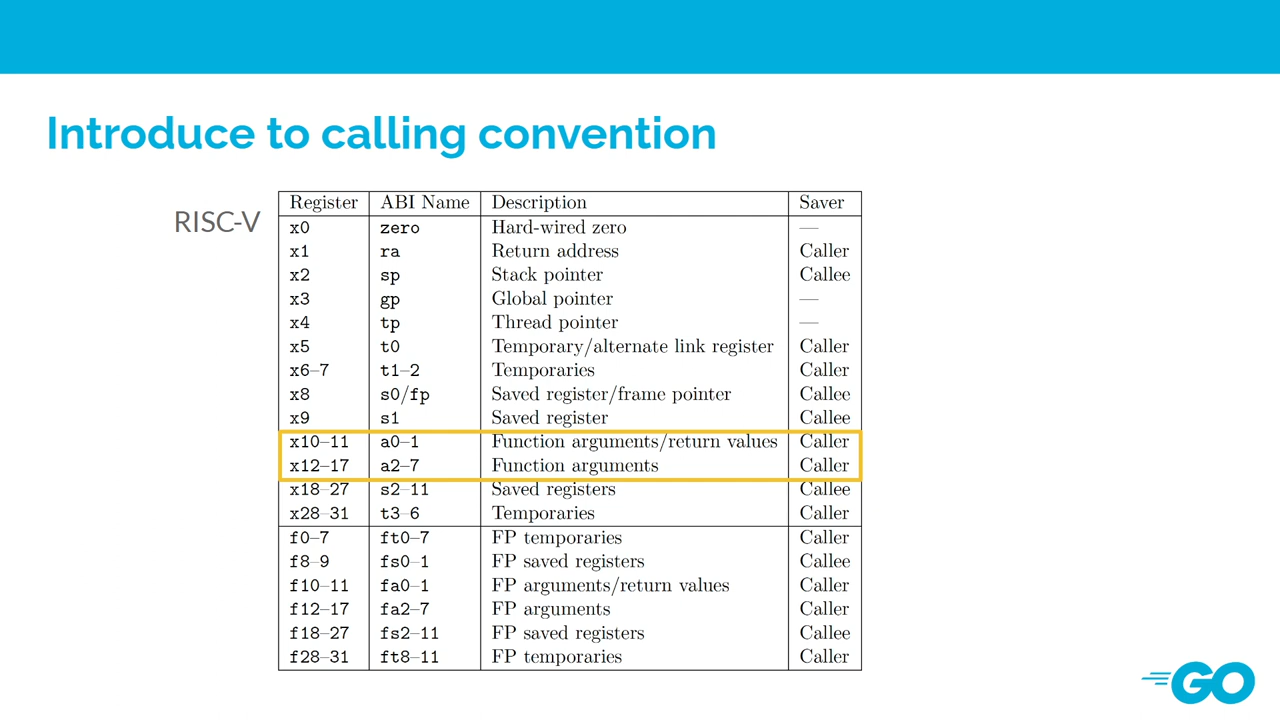 Introduce to calling convention
RISC-V
Register ABI Name Description Saver
x0 zero Hard-wired zero —
x1 ra Return address Caller
x2 sp Stack pointer Callee
x3 gp Global pointer —
x4 tp Thread pointer —
x5 t0 Temporary/alternate link register Caller
x6–7 t1–2 Temporaries Caller
x8 s0/fp Saved register/frame pointer Callee
x9 s1 Saved register Callee
x10–11 a0–1 Function arguments/return values Caller
x12–17 a2–7 Function arguments Caller
x18–27 s2–11 Saved registers Callee
x28–31 t3–6 Temporaries Caller
f0–7 ft0–7 FP temporaries Caller
f8–9 fs0–1 FP saved registers Callee
f10–11 fa0–1 FP arguments/return values Caller
f12–17 fa2–7 FP arguments Caller
f18–27 fs2–11 FP saved registers Callee
f28–31 ft8–11 FP temporaries Caller
GO